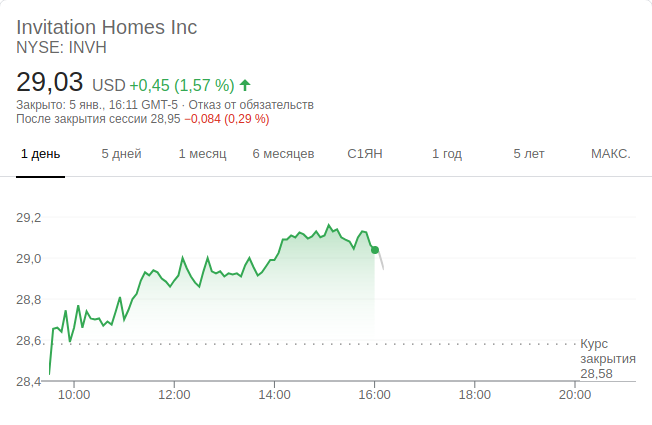 Invitation Homes Inc
NYSE: INVH
29,03 USD +0,45 (1,57 %)
Закрыто: 5 янв., 16:11 GMT-5 · Отказ от обязательств
После закрытия сессии 28,95 −0,084 (0,29 %)
1 день 5 дней 1 месяц 6 месяцев С1ЯН 1 год 5 лет МАКС.
29,2
29,0
28,8
28,6
Курс
закрытия
28,58
28,4
10:00 12:00 14:00 16:00 18:00 20:00